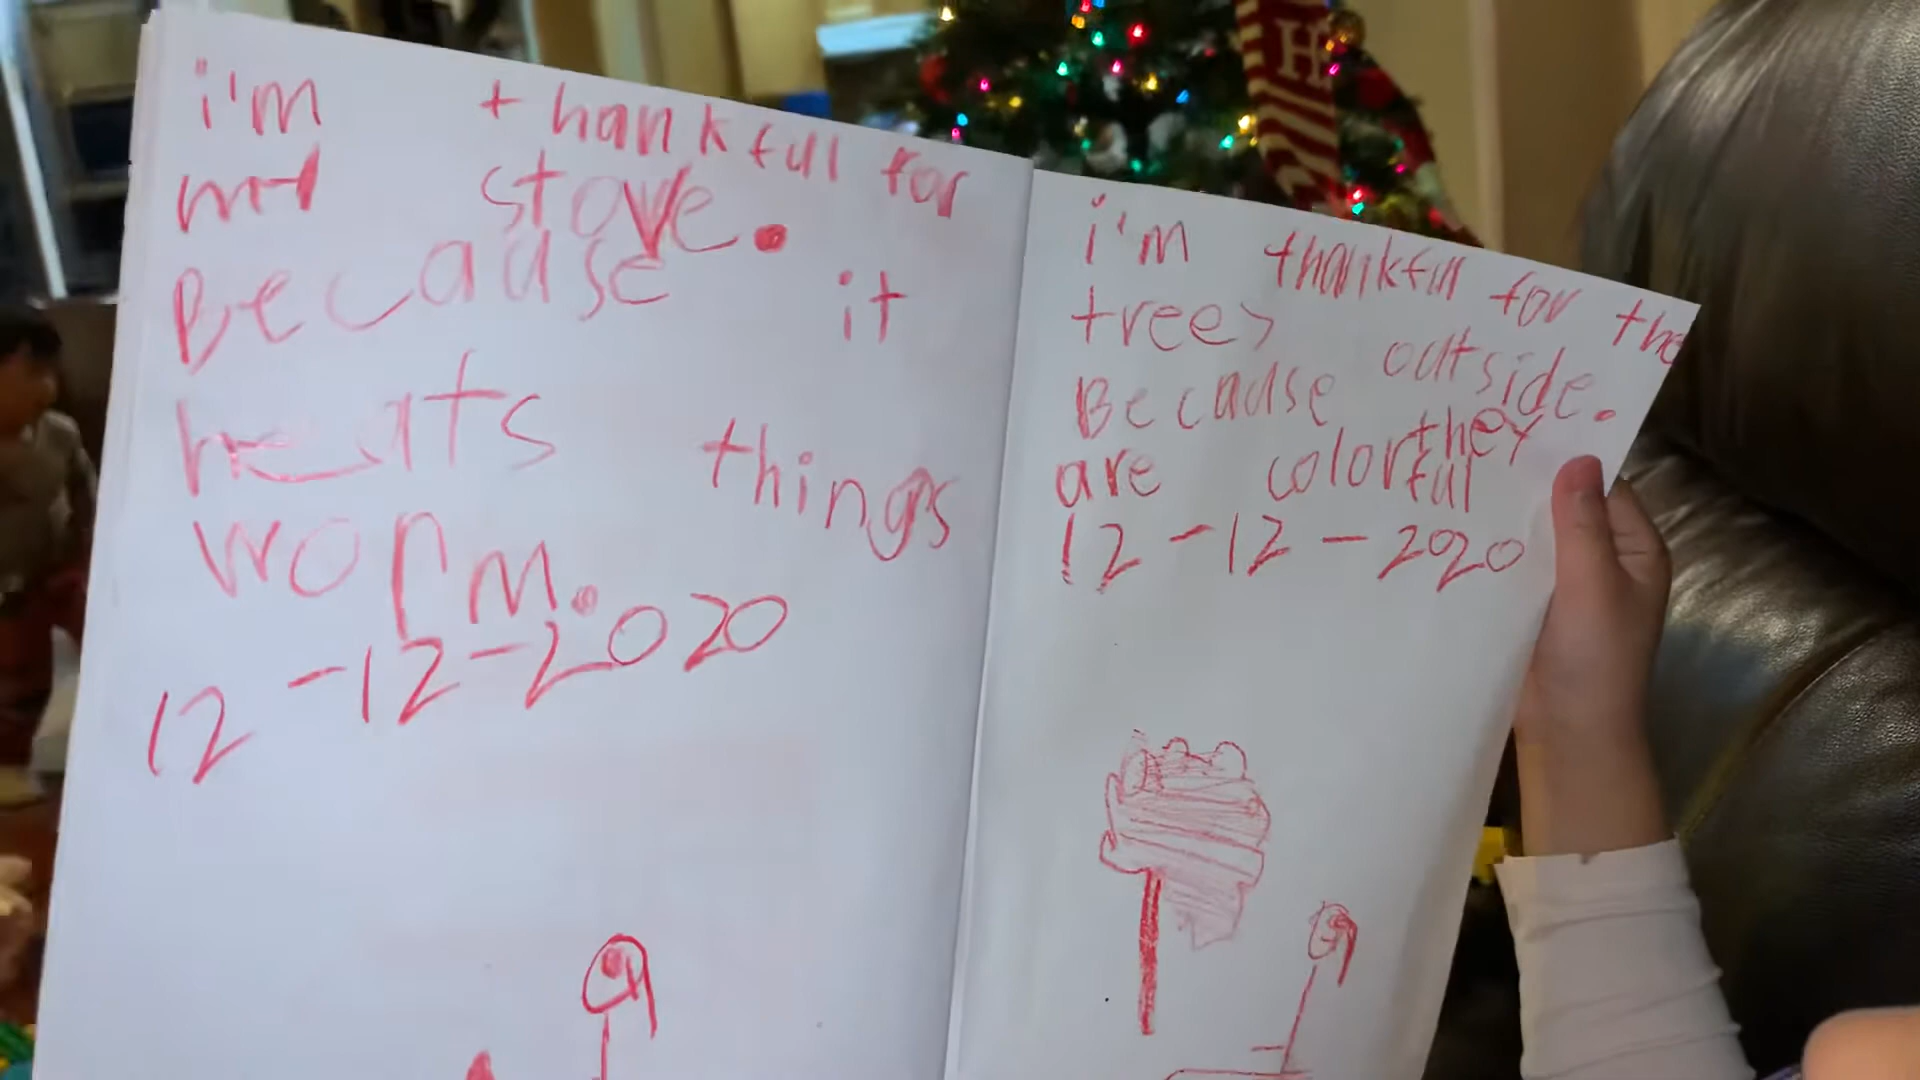 i'm thankful for
stove.
Because it
heats things
worm.
12-12-2020
i'm thankful for the
trees outside.
Because they
are colorful
12-12-2020
H